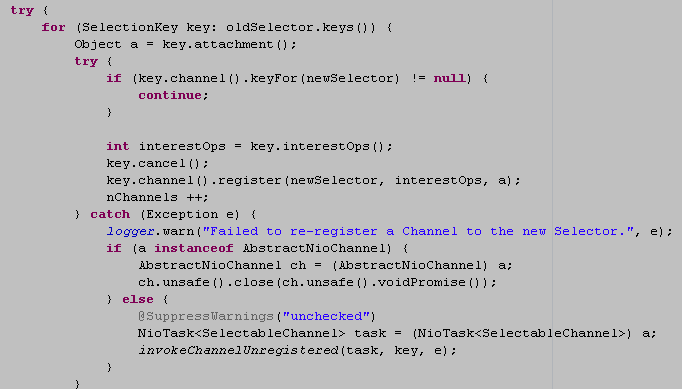 try {
for (SelectionKey key: oldSelector.keys()) {
Object a = key.attachment();
try {
if (key.channel().keyFor(newSelector) != null) {
continue;
}
int interestOps = key.interestOps();
key.cancel();
key.channel().register(newSelector, interestOps, a);
nChannels ++;
} catch (Exception e) {
logger.warn("Failed to re-register a Channel to the new Selector.", e);
if (a instanceof AbstractNioChannel) {
AbstractNioChannel ch = (AbstractNioChannel) a;
ch.unsafe().close(ch.unsafe().voidPromise());
} else {
@SuppressWarnings("unchecked")
NioTask<SelectableChannel> task = (NioTask<SelectableChannel>) a;
invokeChannelUnregistered(task, key, e);
}
}